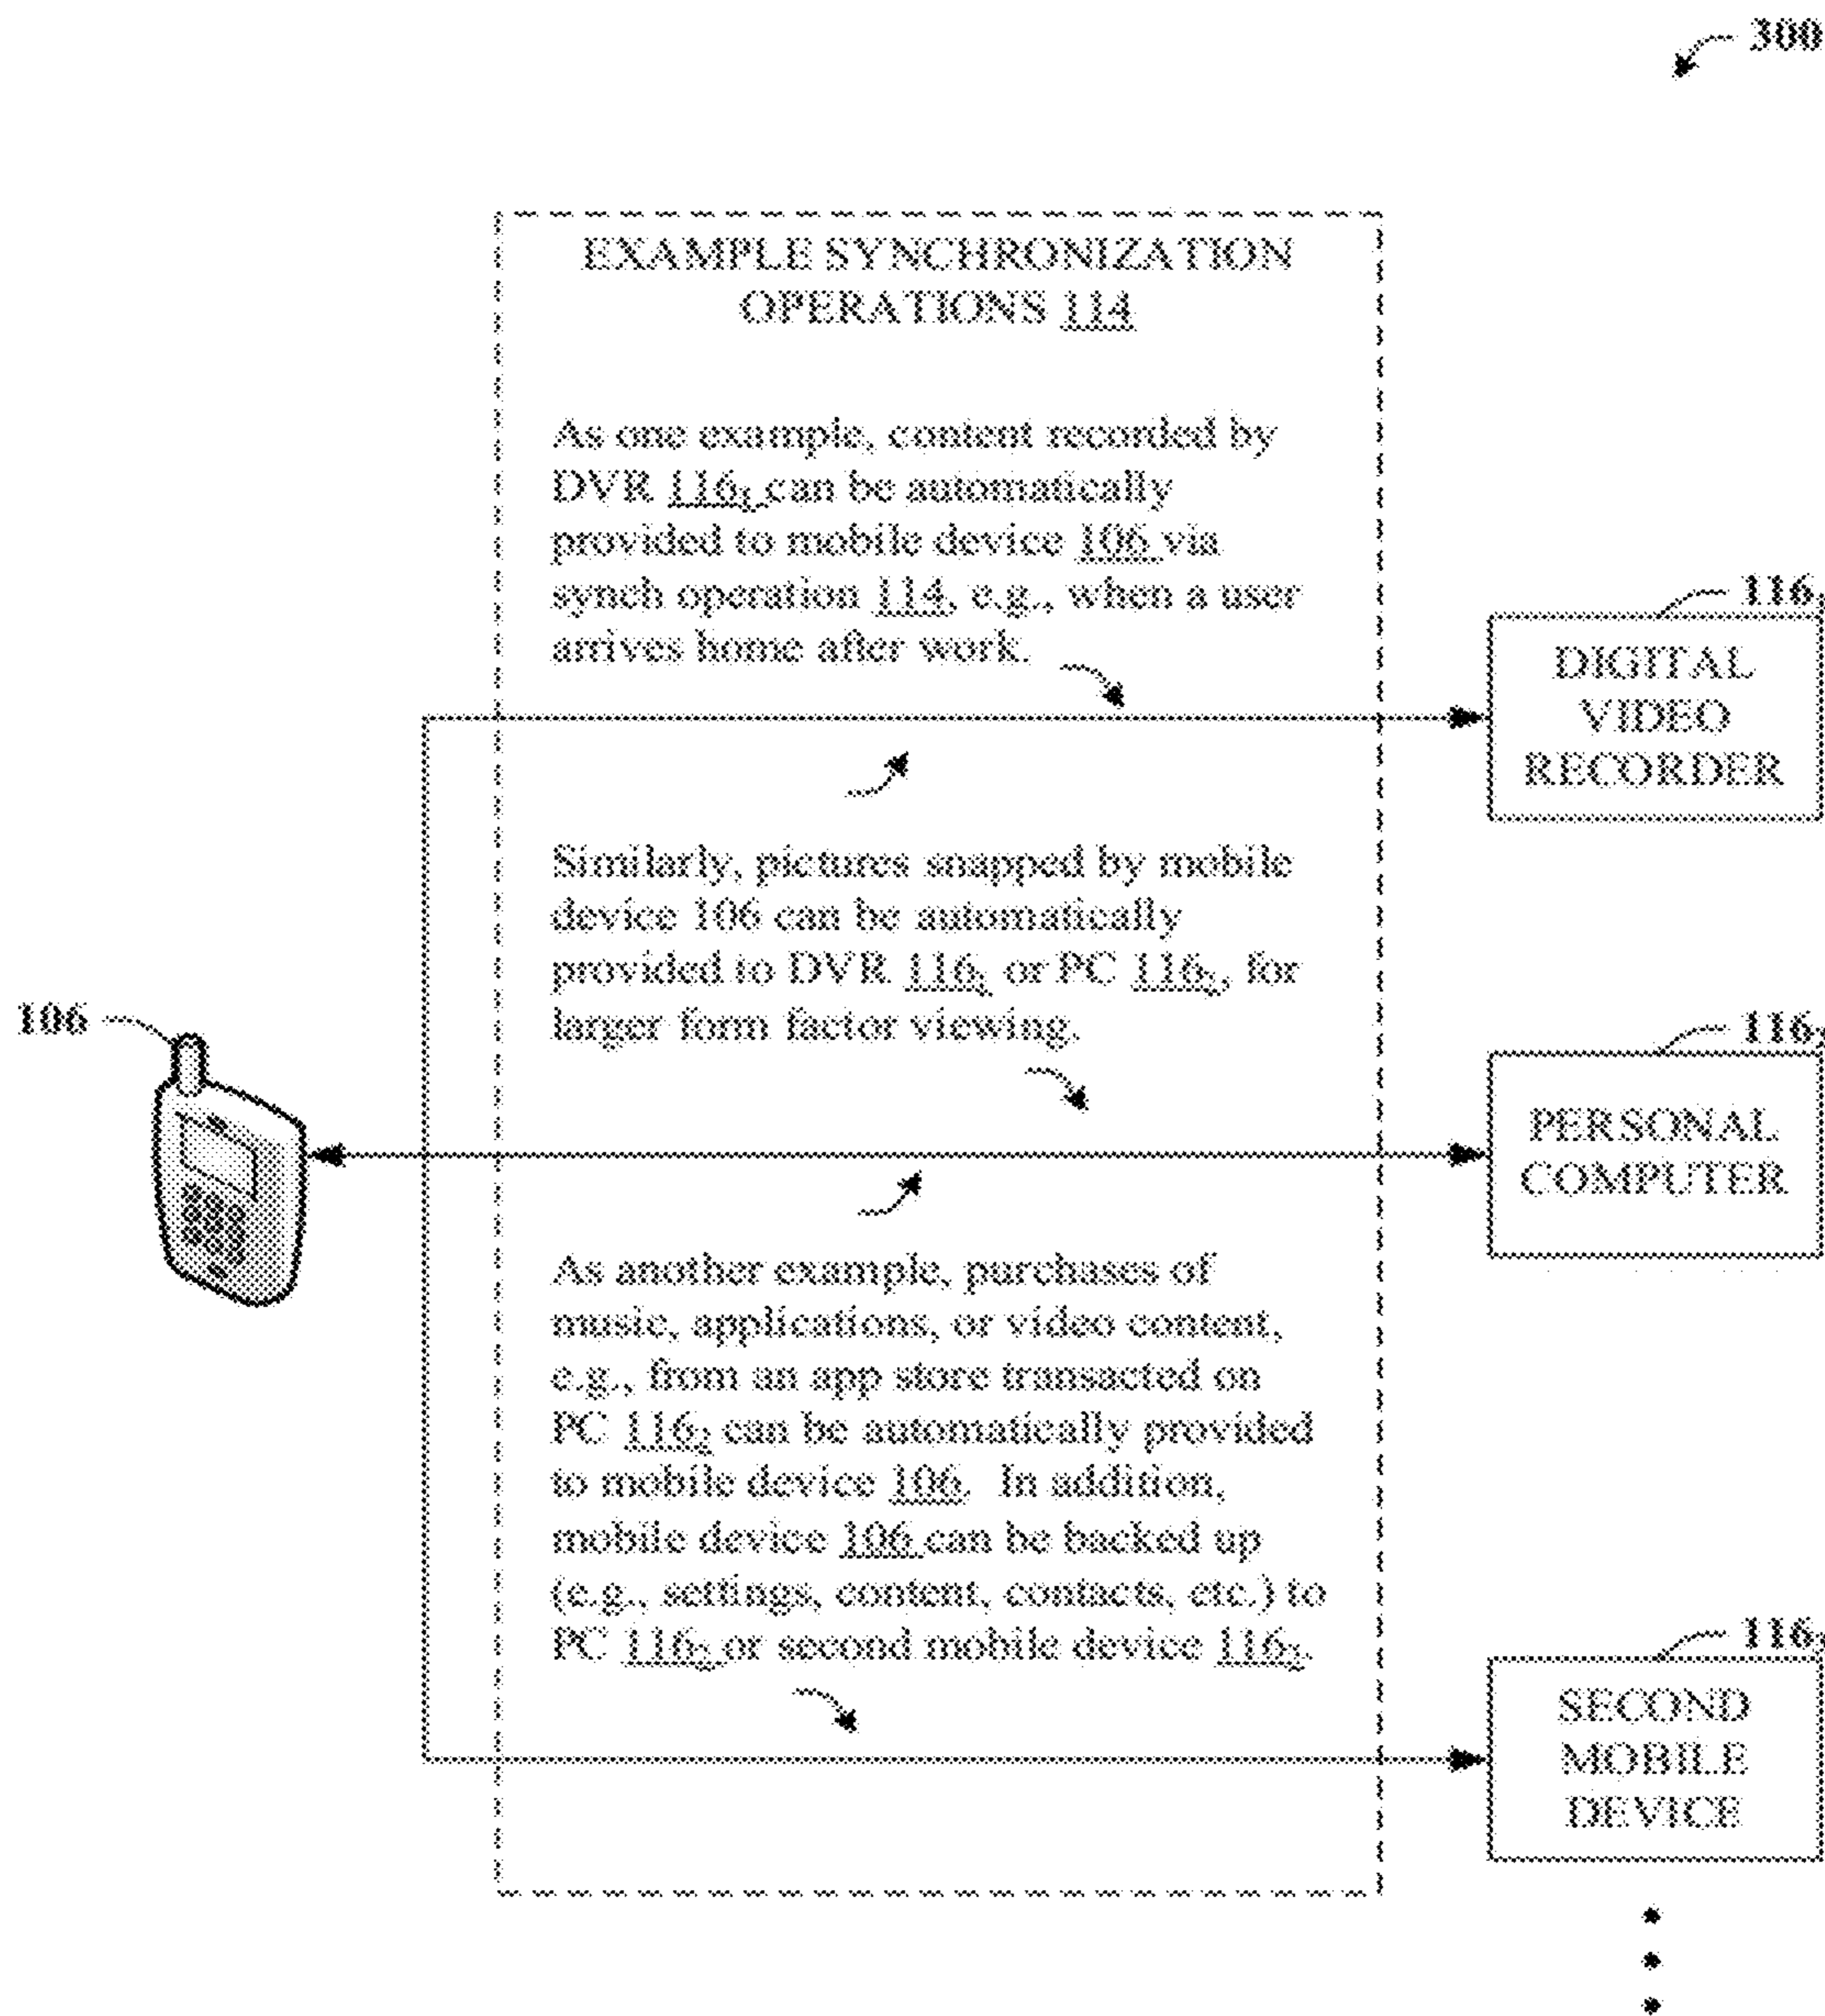 300
EXAMPLE SYNCHRONIZATION
OPERATIONS 114
As one example, content recorded by
DVR 116₁ can be automatically
provided to mobile device 106 via
synch operation 114, e.g., when a user
arrives home after work.
116
DIGITAL
VIDEO
RECORDER
Similarly, pictures snapped by mobile
device 106 can be automatically
provided to DVR 116₁ or PC 116₂, for
larger form factor viewing.
106
116
PERSONAL
COMPUTER
As another example, purchases of
music, applications, or video content,
e.g., from an app store transacted on
PC 116₂ can be automatically provided
to mobile device 106. In addition,
mobile device 106 can be backed up
(e.g., settings, content, contacts, etc.) to
PC 116₂ or second mobile device 116₃.
116
SECOND
MOBILE
DEVICE